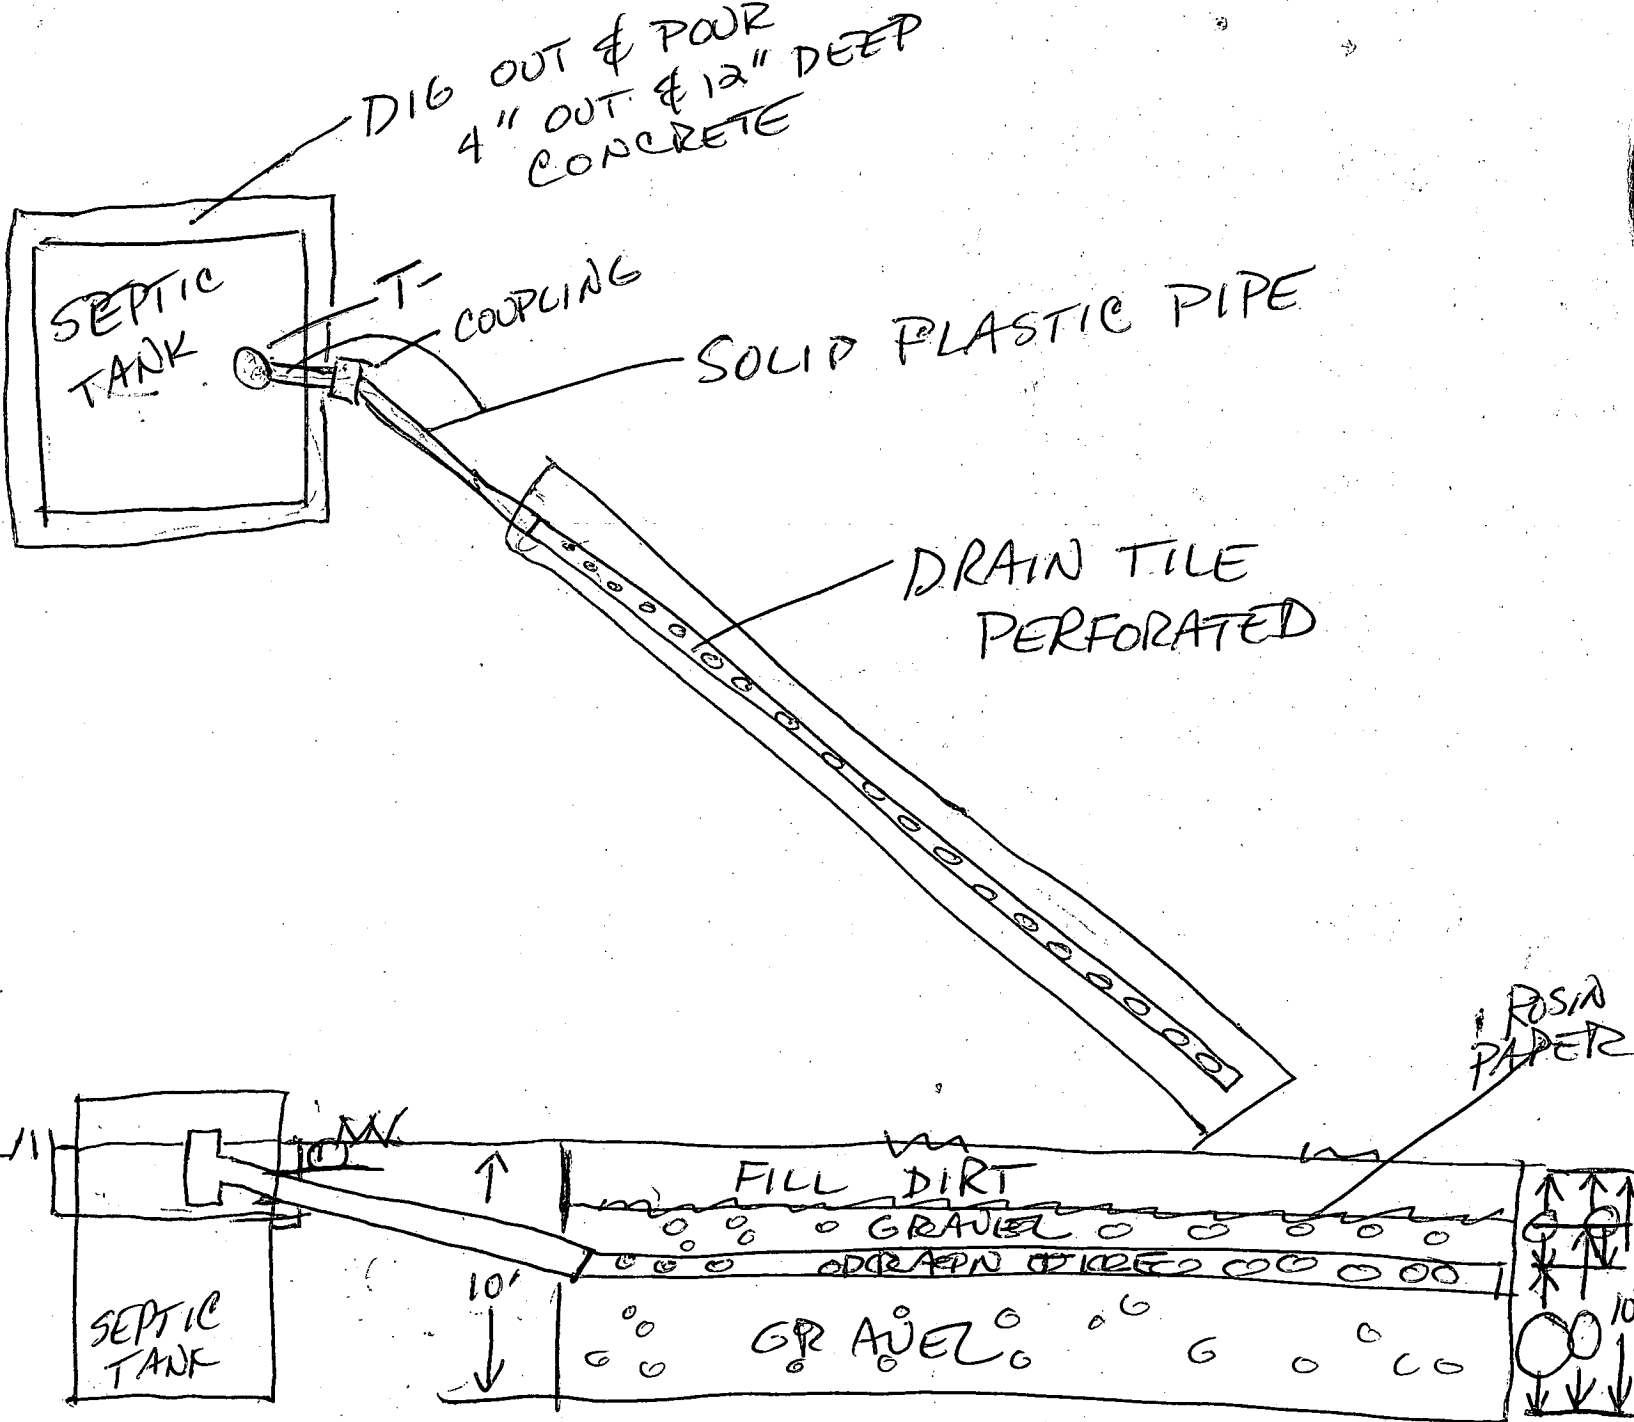 DIG OUT & POUR
4" OUT & 12" DEEP
CONCRETE
SEPTIC
TANK
T-
COUPLING
SOLID PLASTIC PIPE
DRAIN TILE
PERFORATED
ROSIN
PAPER
FILL DIRT
GRAVEL
DRAIN TILE
10'
SEPTIC
TANK
GRAVEL
10